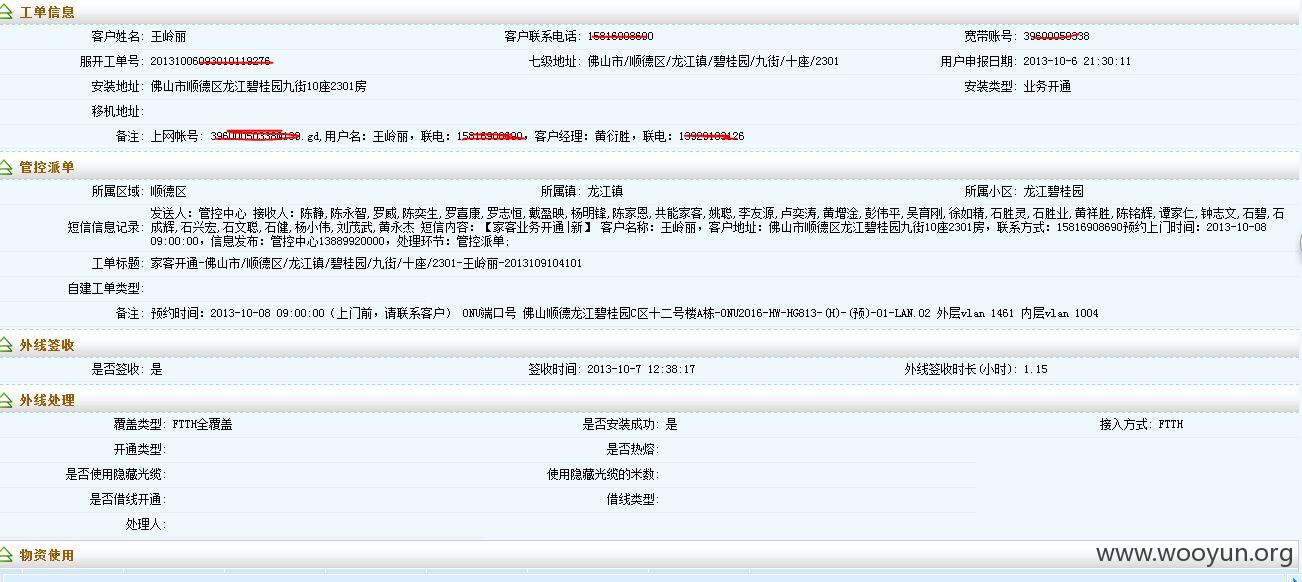 工单信息
客户姓名: 王岭丽 客户联系电话: 宽带账号:
服开工单号: 七级地址: 佛山市/顺德区/龙江镇/碧桂园/九街/十座/2301 用户申报日期: 2013-10-6 21:30:11
安装地址: 佛山市顺德区龙江碧桂园九街10座2301房 安装类型: 业务开通
移机地址:
备注: 上网帐号: .gd,用户名: 王岭丽, 联电: , 客户经理: 黄衍胜, 联电:
管控派单
所属区域: 顺德区 所属镇: 龙江镇 所属小区: 龙江碧桂园
发送人: 管控中心 接收人: 陈静,陈永智,罗威,陈奕生,罗喜康,罗志恒,戴盈映,杨明锋,陈家恩,共能家客,姚聪,李友源,卢奕涛,黄增淦,彭伟平,吴育刚,徐如精,石胜灵,石胜业,黄祥胜,陈铭辉,谭家仁,钟志文,石碧,石
短信信息记录: 成辉,石兴宏,石文聪,石健,杨小伟,刘茂武,黄永杰 短信内容: 【家客业务开通|新】 客户名称: 王岭丽, 客户地址: 佛山市顺德区龙江碧桂园九街10座2301房, 联系方式: 15816908690预约上门时间: 2013-10-08
09:00:00, 信息发布: 管控中心13889920000, 处理环节: 管控派单;
工单标题: 家客开通-佛山市/顺德区/龙江镇/碧桂园/九街/十座/2301-王岭丽-2013109104101
自建工单类型:
备注: 预约时间: 2013-10-08 09:00:00 (上门前, 请联系客户) ONU端口号 佛山顺德龙江碧桂园C区十二号楼A栋-ONU2016-HW-HG813-(H)-(预)-01-LAN.02 外层vlan 1461 内层vlan 1004
外线签收
是否签收: 是 签收时间: 2013-10-7 12:38:17 外线签收时长(小时): 1.15
外线处理
覆盖类型: FTTH全覆盖 是否安装成功: 是 接入方式: FTTH
开通类型: 是否热熔:
是否使用隐藏光缆: 使用隐藏光缆的米数:
是否借线开通: 借线类型:
处理人:
物资使用
www.wooyun.org